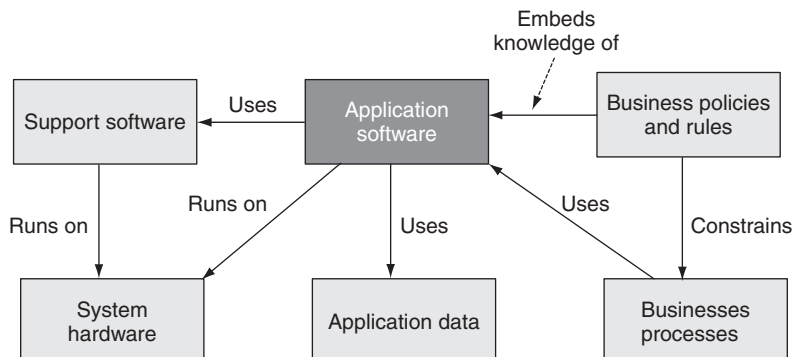 Embeds
knowledge of
Support software
Uses
Application
software
Business policies
and rules
Runs on
Runs on
Uses
Uses
Constrains
System
hardware
Application data
Businesses
processes